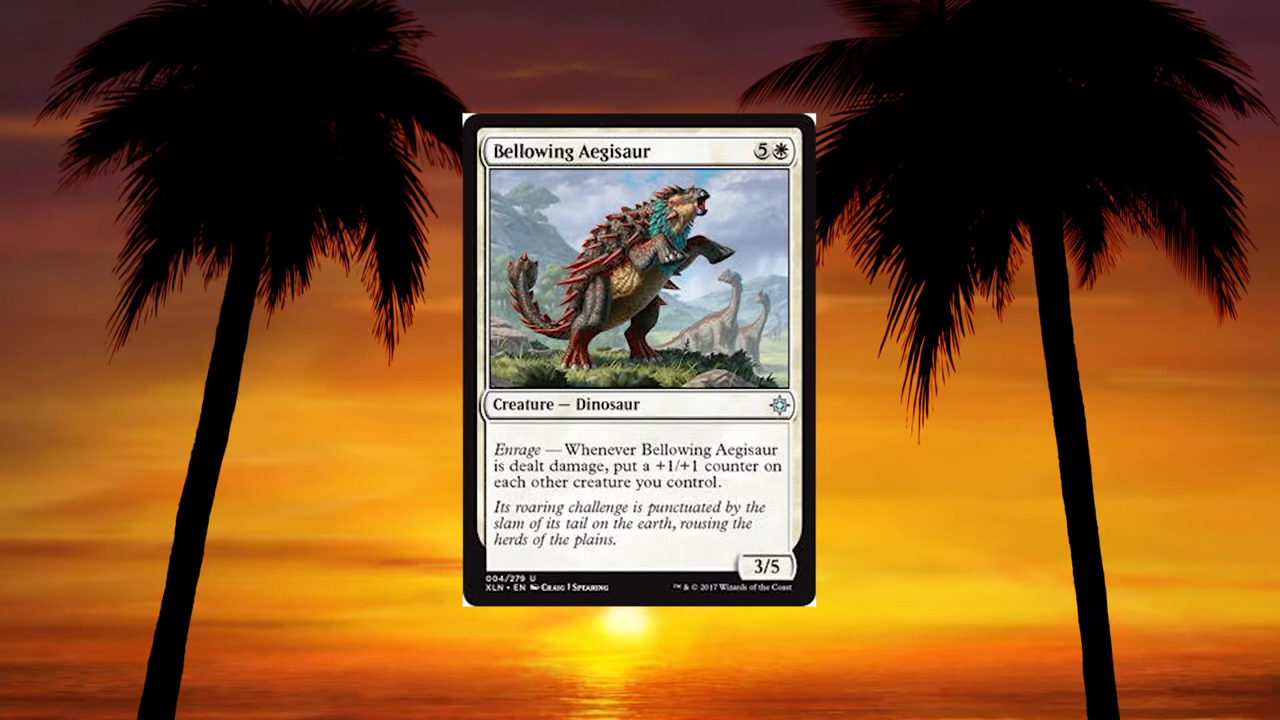 Bellowing Aegisaur 5
Creature — Dinosaur
Enrage — Whenever Bellowing Aegisaur
is dealt damage, put a +1/+1 counter on
each other creature you control.
Its roaring challenge is punctuated by the
slam of its tail on the earth, rousing the
herds of the plains.
3/5
004/279 U
XLN • EN Craig J Spearing
™ & © 2017 Wizards of the Coast